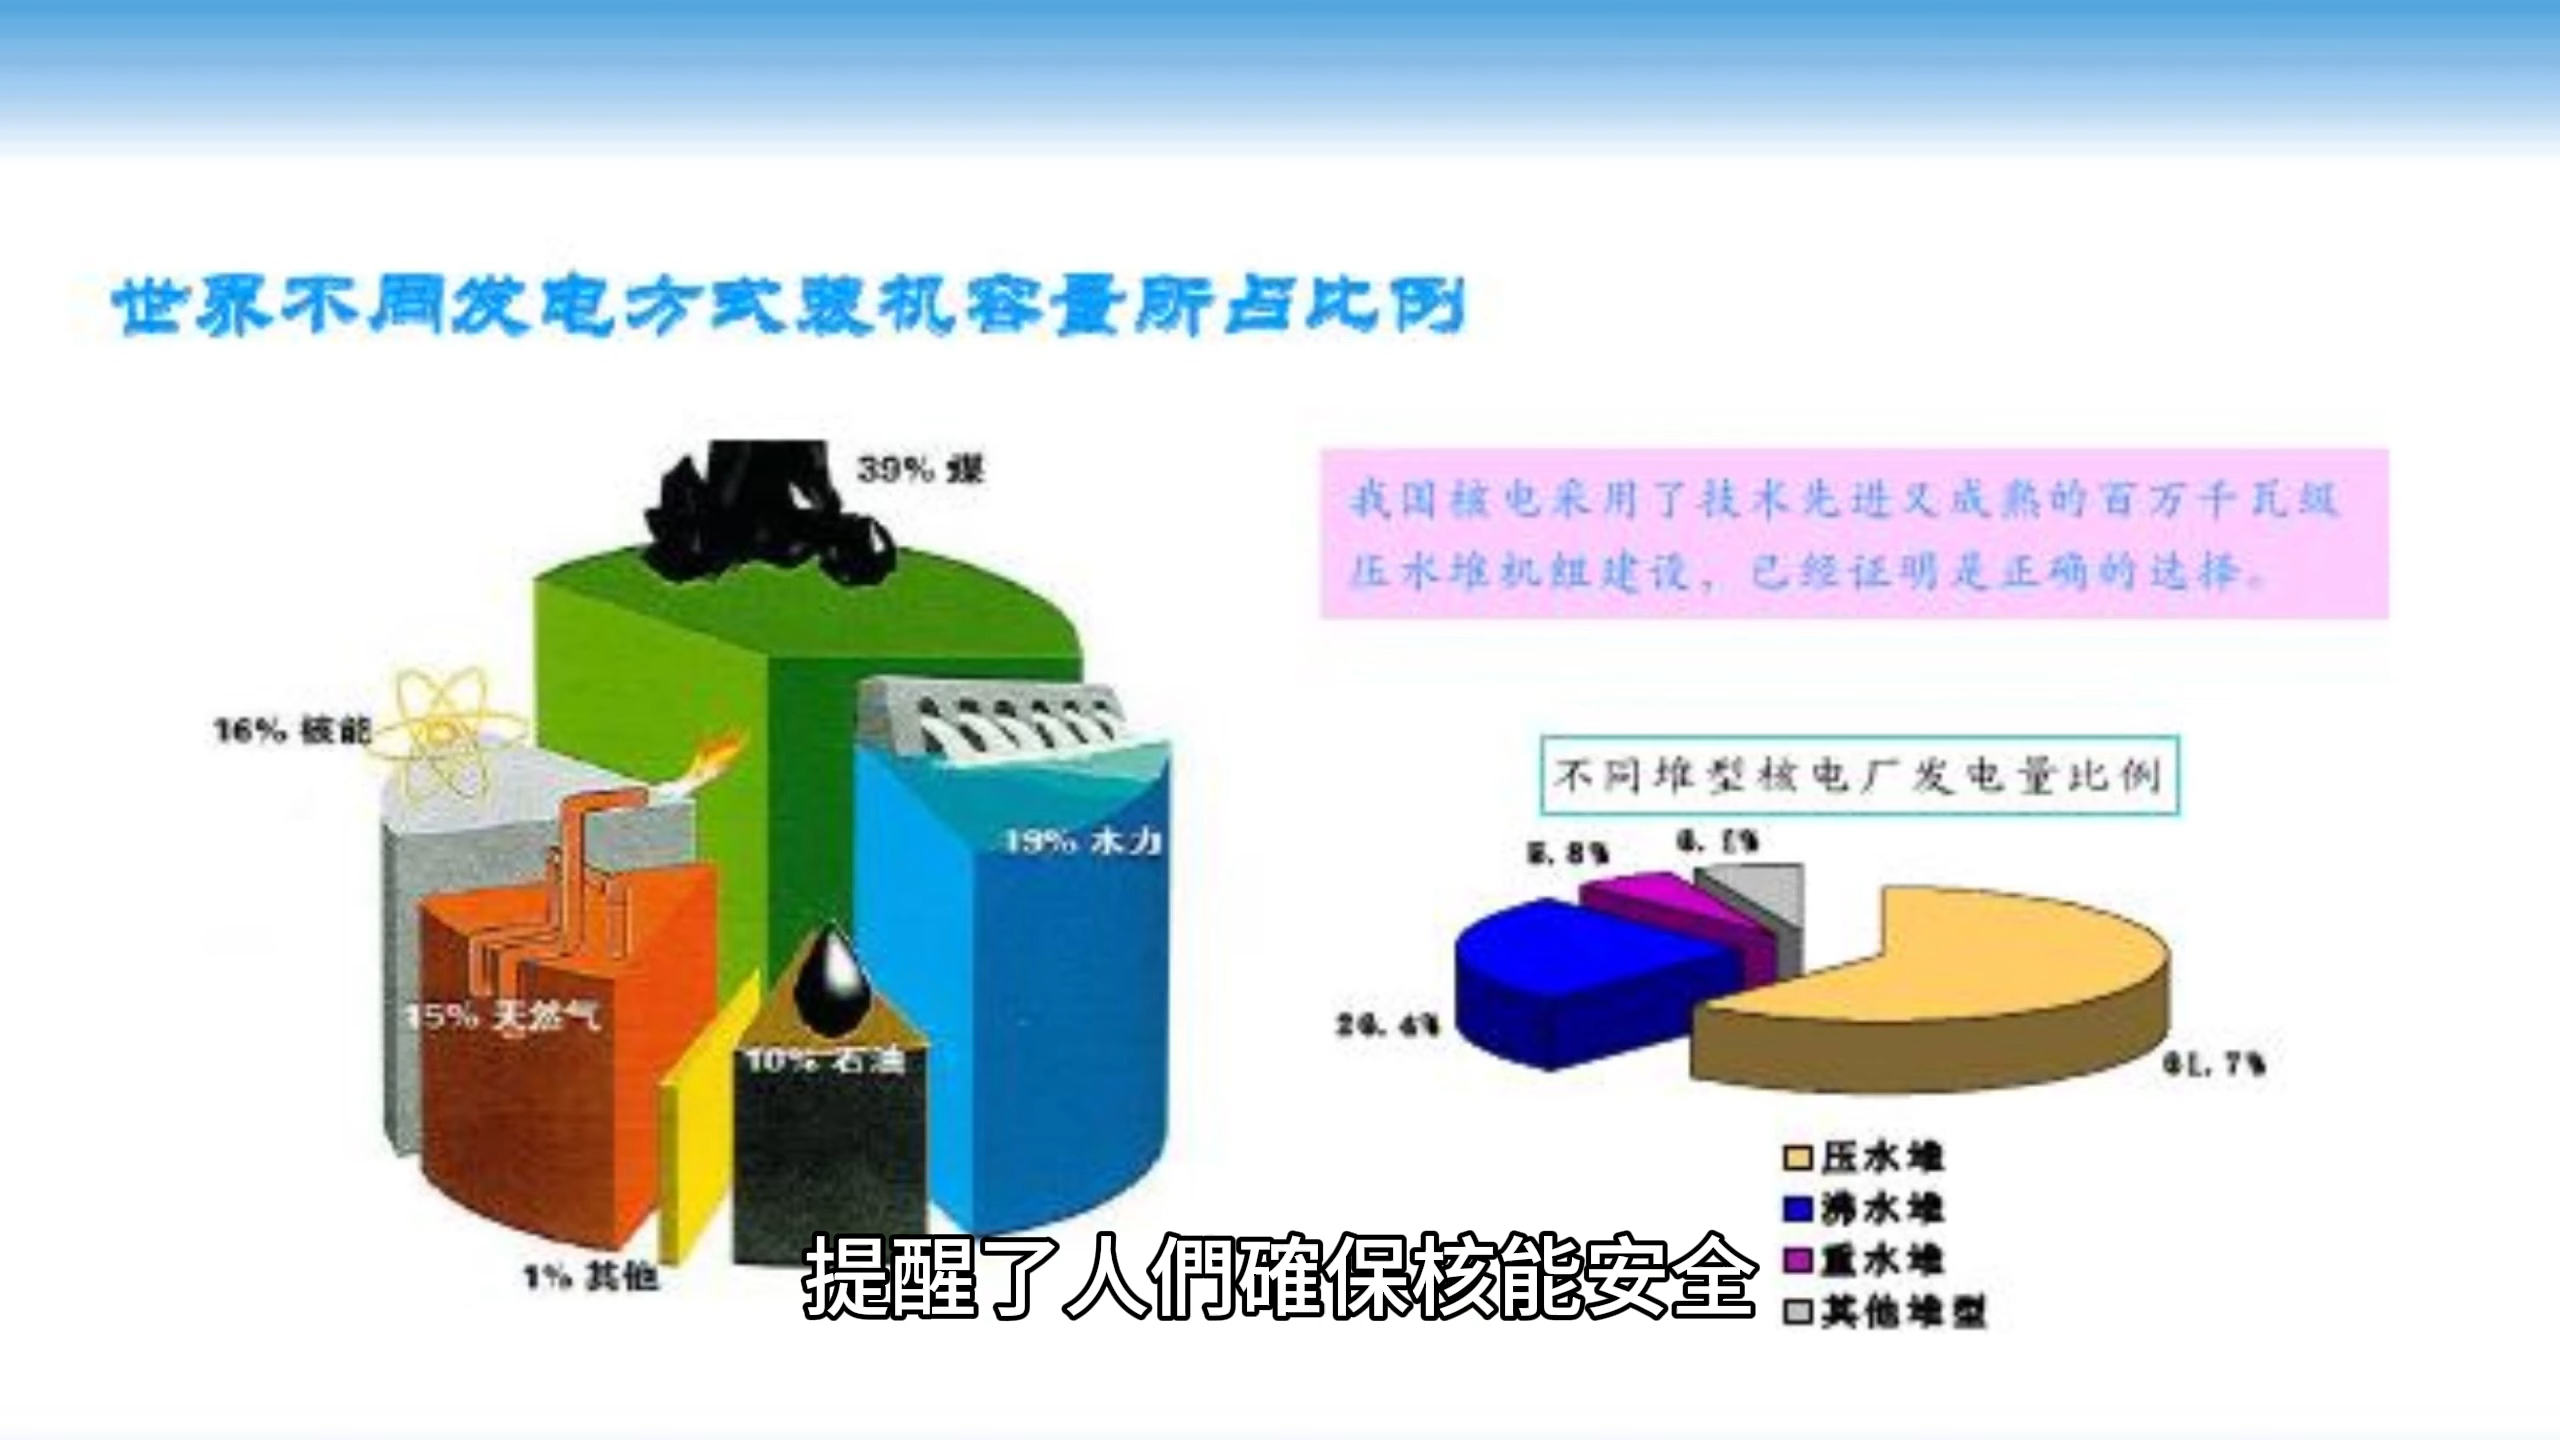 世界不同发电方式装机容量所占比例
39% 煤
我国核电采用了技术先进又成熟的百万千瓦级
压水堆机组建设，已经证明是正确的选择。
16% 核能
不同堆型核电厂发电量比例
19% 水力
15% 天然气
10% 石油
1% 其他
压水堆
沸水堆
重水堆
其他堆型
提醒了人們確保核能安全